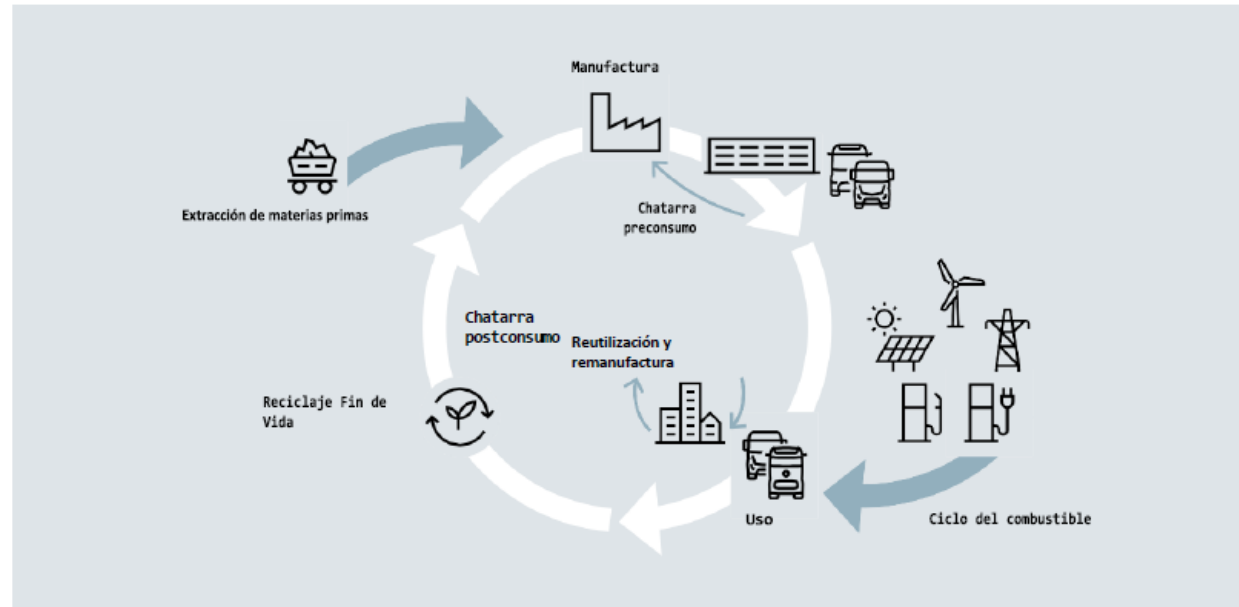 Manufactura
Extracción de materias primas
Chatarra
preconsumo
Chatarra
postconsumo
Reutilización y
remanufactura
Reciclaje Fin de
Vida
Uso
Ciclo del combustible